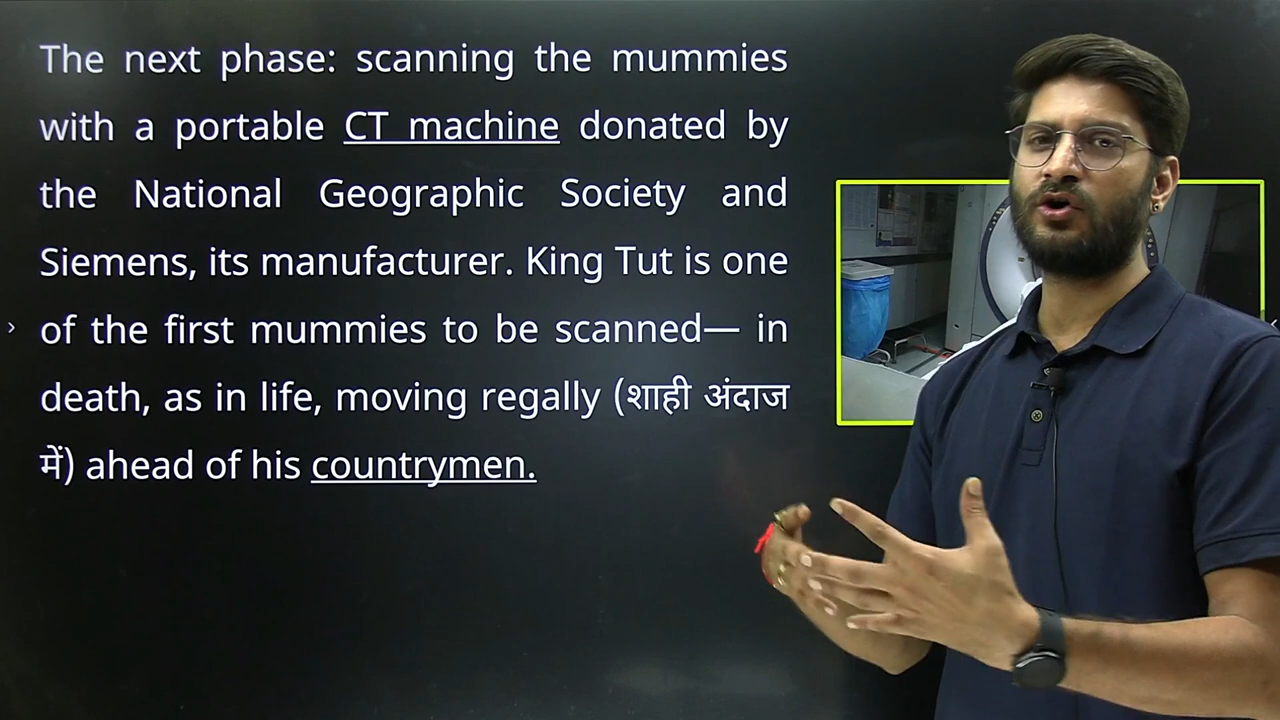 The next phase: scanning the mummies
with a portable CT machine donated by
the National Geographic Society and
Siemens, its manufacturer. King Tut is one
of the first mummies to be scanned— in
death, as in life, moving regally (शाही अंदाज
में) ahead of his countrymen.